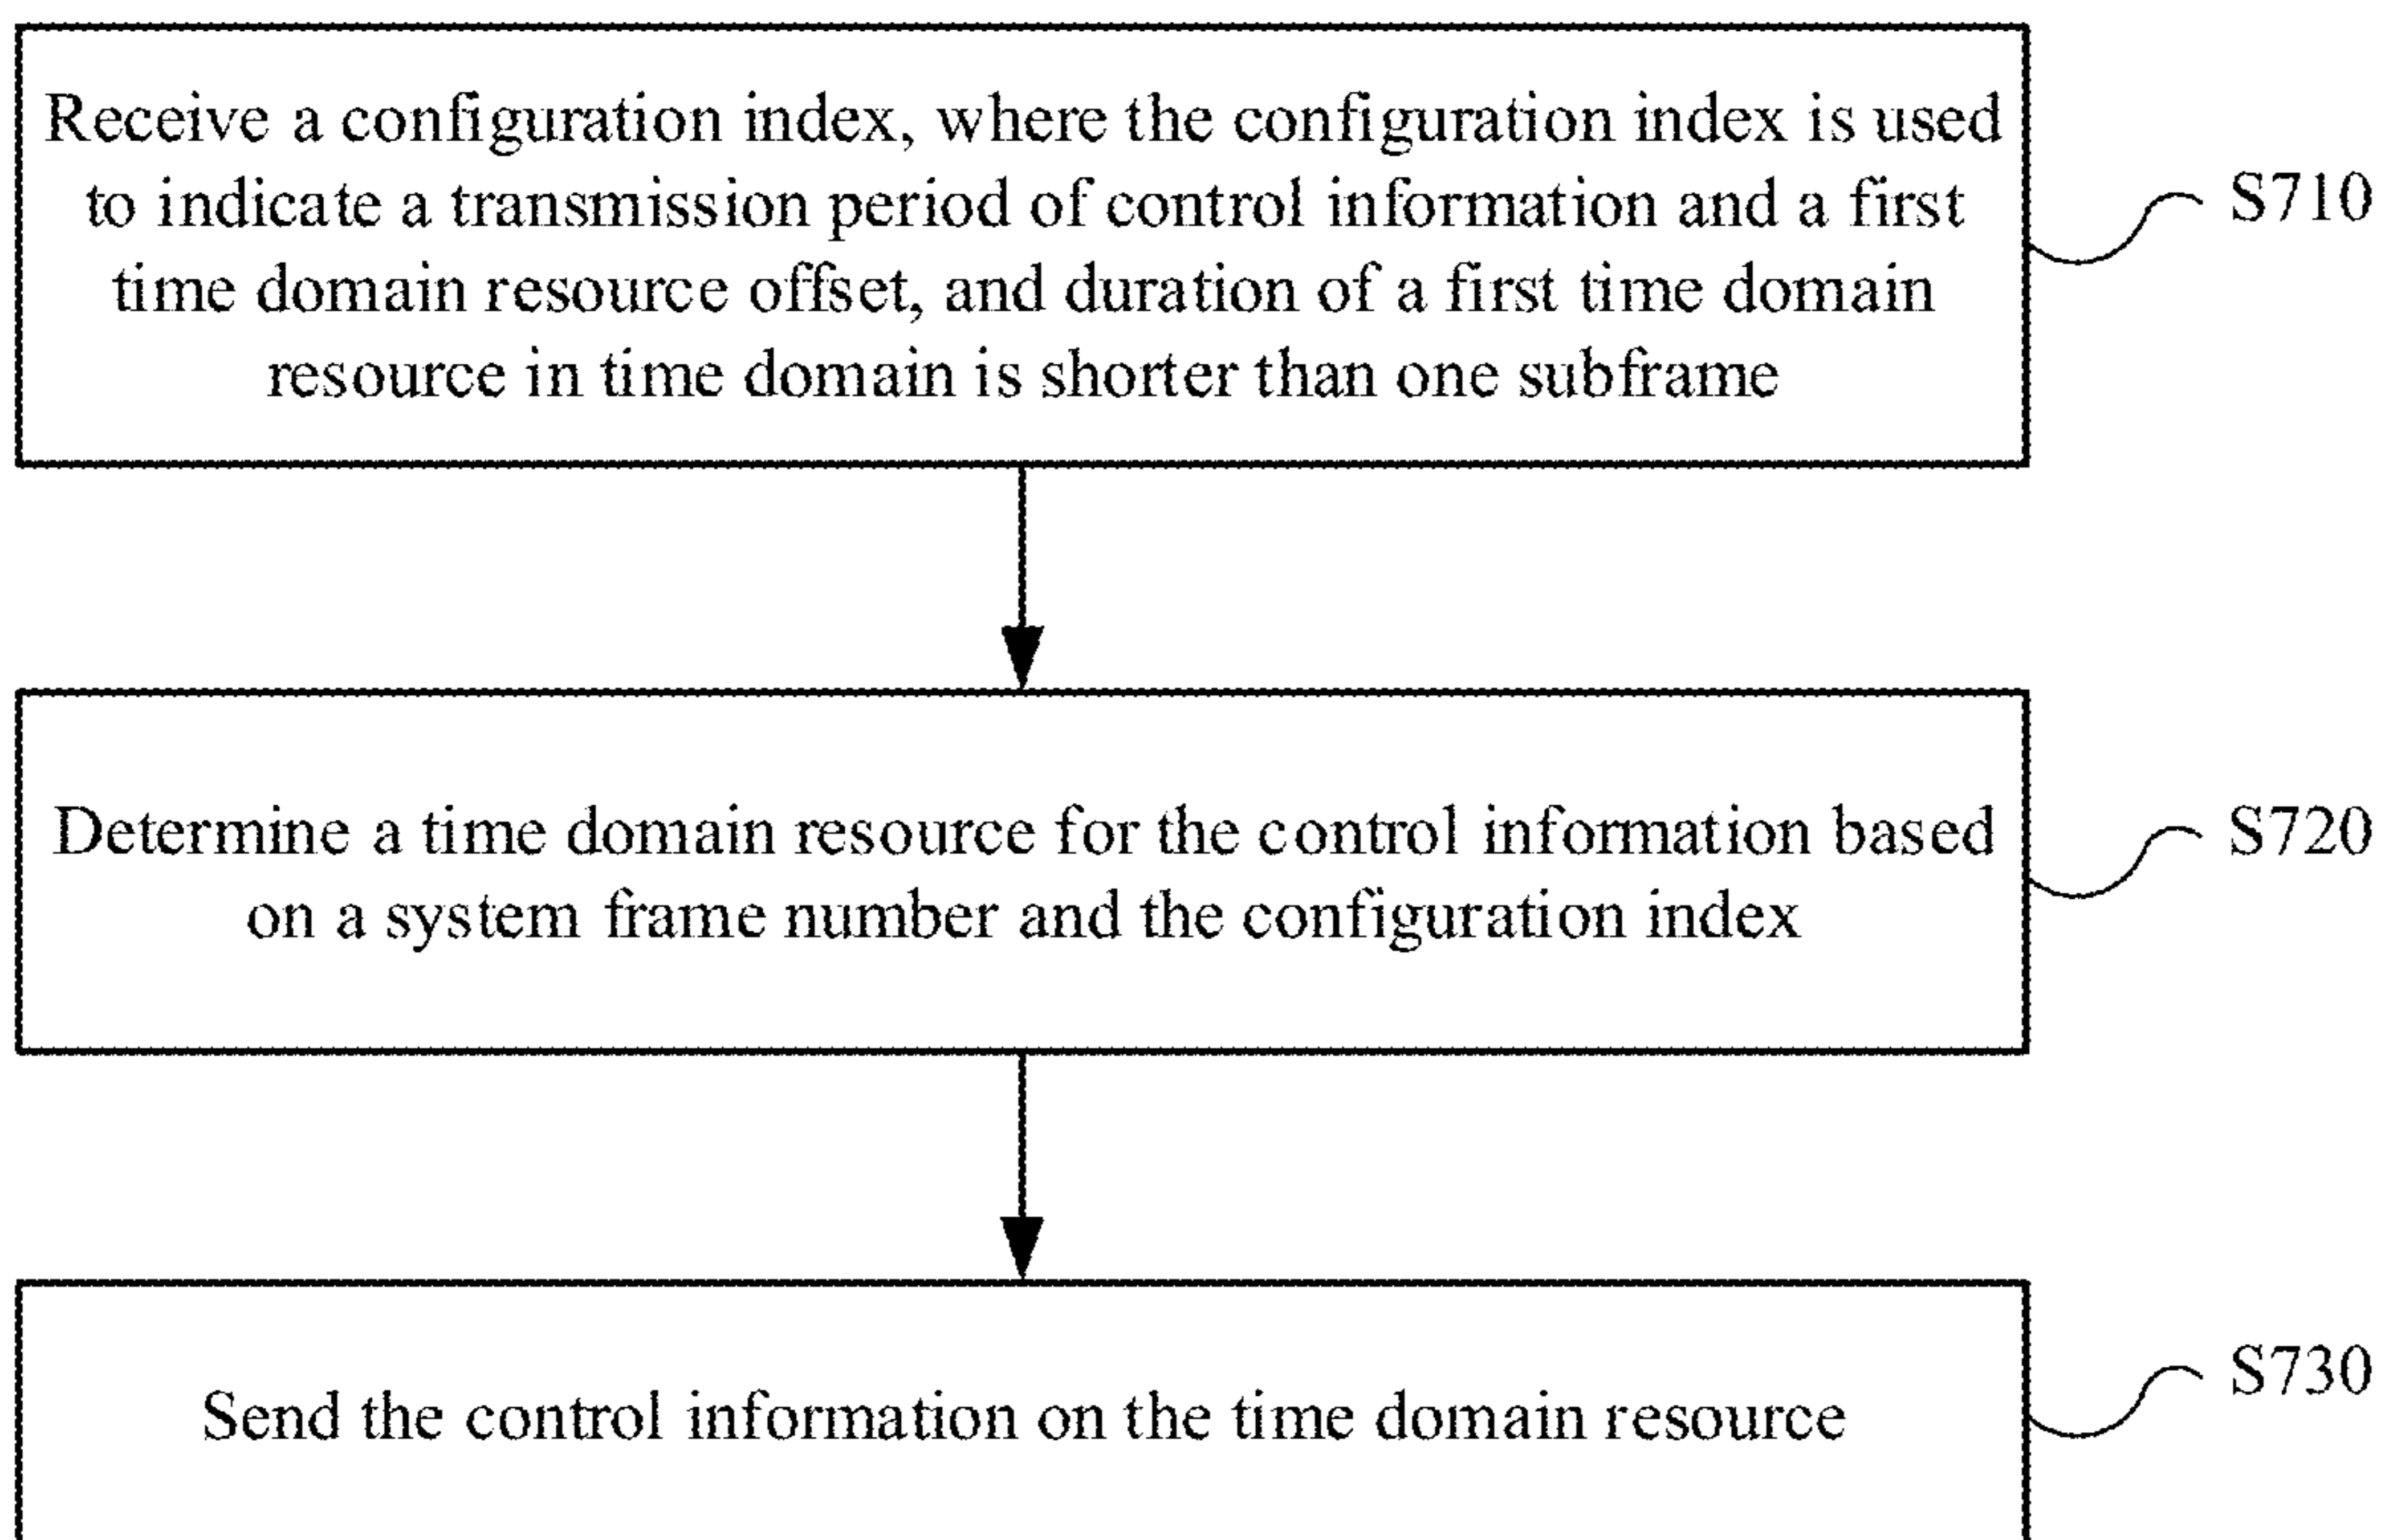 Receive a configuration index, where the configuration index is used
to indicate a transmission period of control information and a first
time domain resource offset, and duration of a first time domain
resource in time domain is shorter than one subframe
S710
Determine a time domain resource for the control information based
on a system frame number and the configuration index
S720
Send the control information on the time domain resource
S730